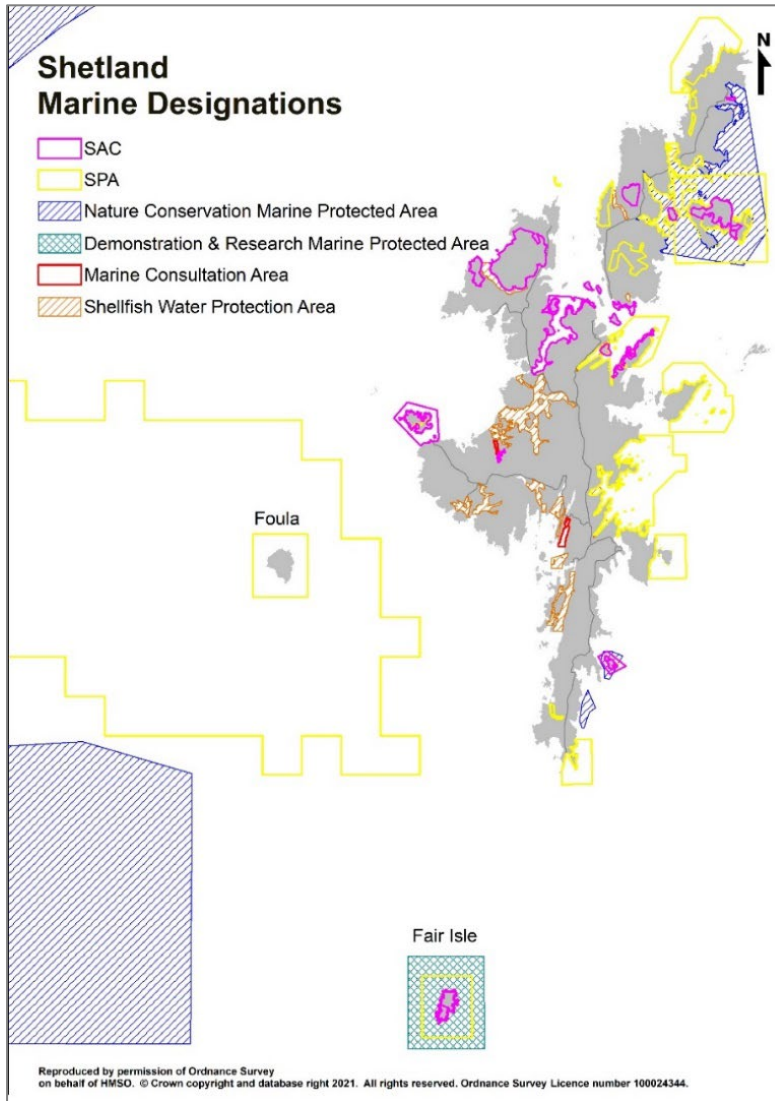 Shetland
Marine Designations
N
SAC
SPA
Nature Conservation Marine Protected Area
Demonstration & Research Marine Protected Area
Marine Consultation Area
Shellfish Water Protection Area
Foula
Fair Isle
Reproduced by permission of Ordnance Survey
on behalf of HMSO. © Crown copyright and database right 2021. All rights reserved. Ordnance Survey Licence number 100024344.